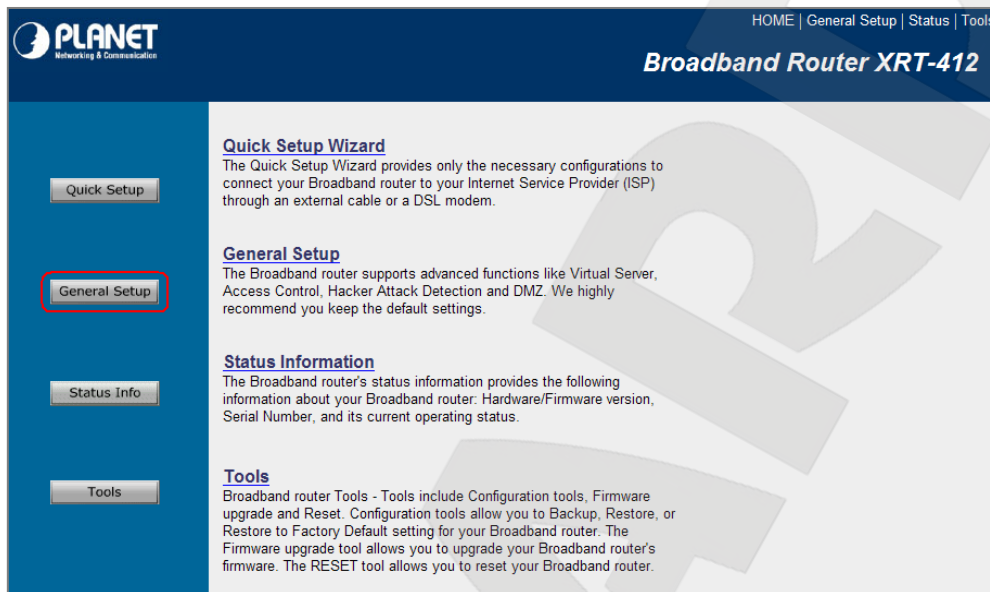 PLANET
Networking & Communication
HOME | General Setup | Status | Tools
Broadband Router XRT-412
Quick Setup
Quick Setup Wizard
The Quick Setup Wizard provides only the necessary configurations to
connect your Broadband router to your Internet Service Provider (ISP)
through an external cable or a DSL modem.
General Setup
General Setup
The Broadband router supports advanced functions like Virtual Server,
Access Control, Hacker Attack Detection and DMZ. We highly
recommend you keep the default settings.
Status Info
Status Information
The Broadband router's status information provides the following
information about your Broadband router: Hardware/Firmware version,
Serial Number, and its current operating status.
Tools
Tools
Broadband router Tools - Tools include Configuration tools, Firmware
upgrade and Reset. Configuration tools allow you to Backup, Restore, or
Restore to Factory Default setting for your Broadband router. The
Firmware upgrade tool allows you to upgrade your Broadband router's
firmware. The RESET tool allows you to reset your Broadband router.